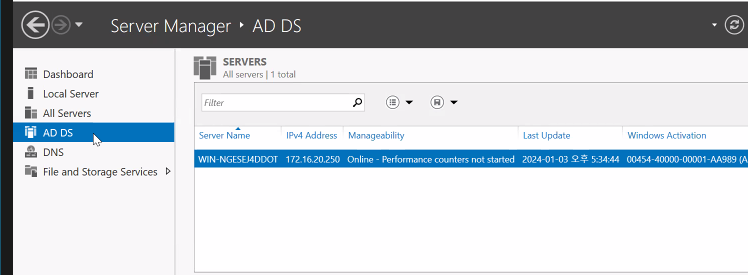 Server Manager ‣ AD DS
Dashboard
Local Server
All Servers
AD DS
DNS
File and Storage Services
SERVERS
All servers | 1 total
Filter
Server Name IPv4 Address Manageability Last Update Windows Activation
WIN-NGESEJ4DDOT 172.16.20.250 Online - Performance counters not started 2024-01-03 오후 5:34:44 00454-40000-00001-AA989 (A